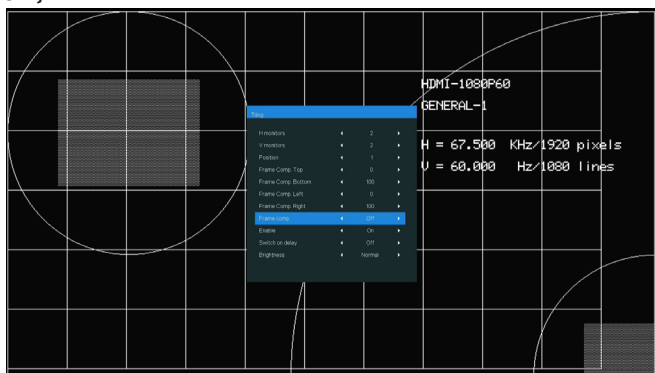 HDMI-1080P60
GENERAL-1
H = 67.500 KHz/1920 pixels
V = 60.000 Hz/1080 lines
Tiling
H monitors 2
V monitors 2
Position 1
Frame Comp. Top 0
Frame Comp. Bottom 100
Frame Comp. Left 0
Frame Comp. Right 100
Frame comp. Off
Enable On
Switch on delay Off
Brightness Normal